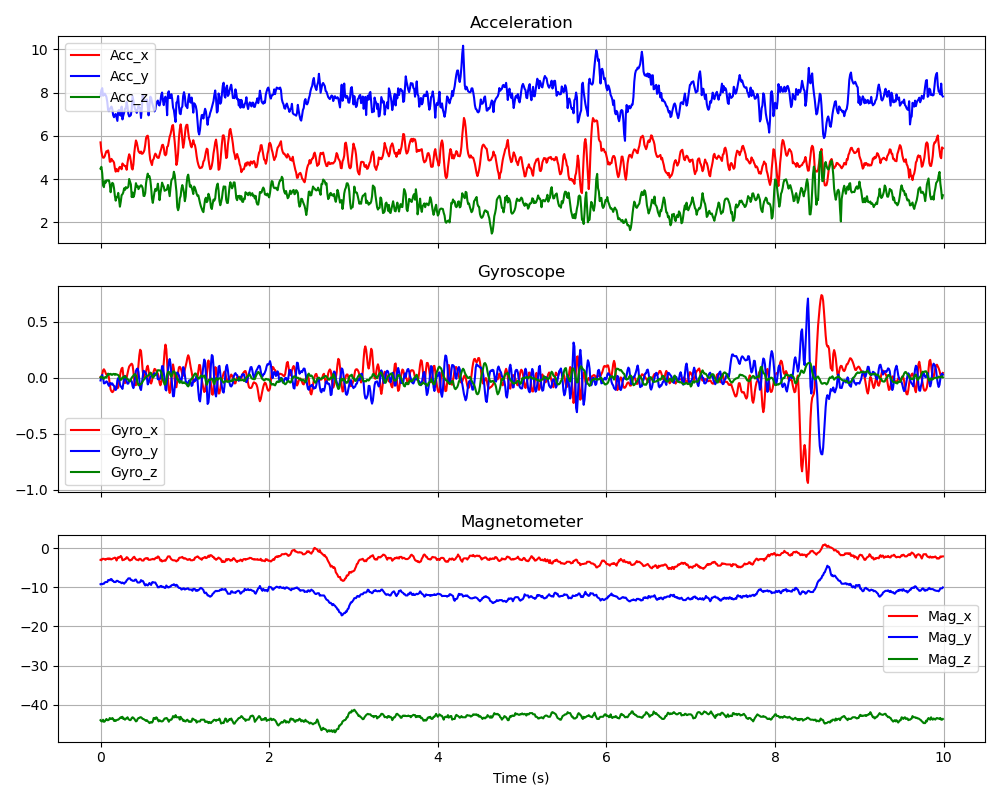 Acceleration
10
8
6
4
2
Acc_x
Acc_y
Acc_z
Gyroscope
0.5
0.0
−0.5
−1.0
Gyro_x
Gyro_y
Gyro_z
Magnetometer
0
−10
−20
−30
−40
Mag_x
Mag_y
Mag_z
0 2 4 6 8 10
Time (s)